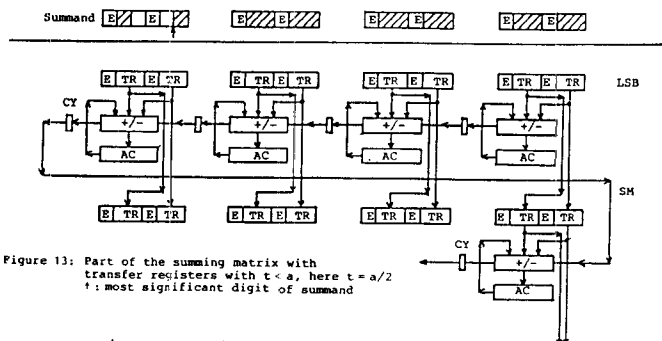 Summand E E E E E E E E
E TR E TR E TR E TR E TR E TR E TR E TR LSB
CY
+/- +/- +/- +/-
AC AC AC AC
SM
E TR E TR E TR E TR E TR E TR E TR E TR
CY
+/-
AC
Figure 13: Part of the summing matrix with
transfer registers with t < a, here t = a/2
↑: most significant digit of summand